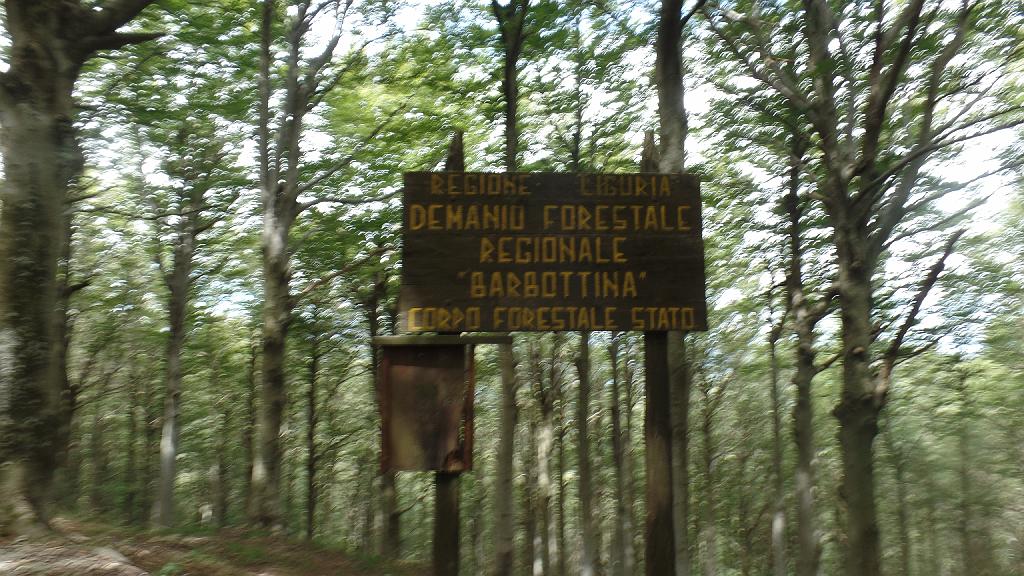 REGIONE LIGURIA
DEMANIO FORESTALE
REGIONALE
"BARBOTTINA"
CORPO FORESTALE STATO